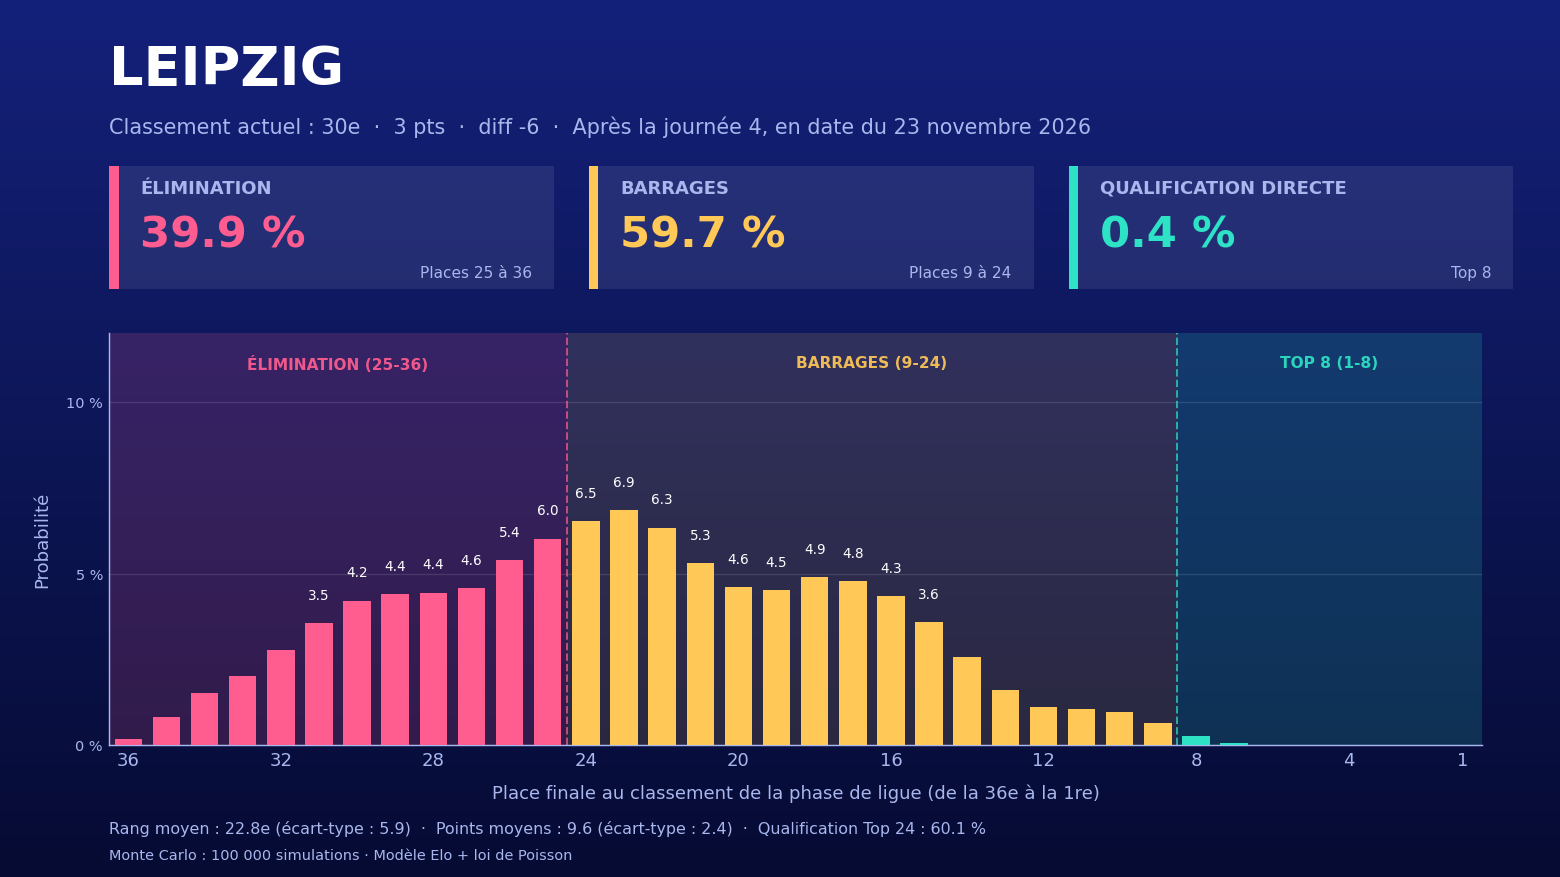 LEIPZIG
Classement actuel : 30e · 3 pts · diff -6 · Après la journée 4, en date du 23 novembre 2026
ÉLIMINATION
39.9 %
Places 25 à 36
BARRAGES
59.7 %
Places 9 à 24
QUALIFICATION DIRECTE
0.4 %
Top 8
ÉLIMINATION (25-36)
BARRAGES (9-24)
TOP 8 (1-8)
Probabilité
10 %
5 %
0 %
3.5
4.2
4.4
4.4
4.6
5.4
6.0
6.5
6.9
6.3
5.3
4.6
4.5
4.9
4.8
4.3
3.6
36 32 28 24 20 16 12 8 4 1
Place finale au classement de la phase de ligue (de la 36e à la 1re)
Rang moyen : 22.8e (écart-type : 5.9) · Points moyens : 9.6 (écart-type : 2.4) · Qualification Top 24 : 60.1 %
Monte Carlo : 100 000 simulations · Modèle Elo + loi de Poisson